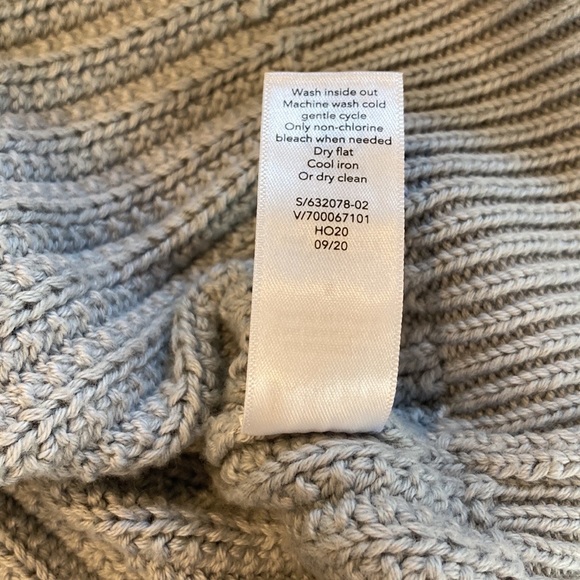 Wash inside out
Machine wash cold
gentle cycle
Only non-chlorine
bleach when needed
Dry flat
Cool iron
Or dry clean
S/632078-02
V/700067101
HO20
09/20